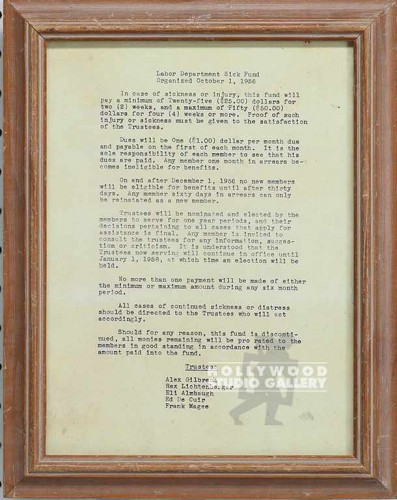 Labor Department Sick Fund
Organized October 1, 1956
In case of sickness or injury, this fund will
pay a minimum of Twenty-five ($25.00) dollars for
two (2) weeks, and a maximum of Fifty ($50.00)
dollars for four (4) weeks or more. Proof of such
injury or sickness must be given to the satisfaction
of the Trustees.
Dues will be One ($1.00) dollar per month due
and payable on the first of each month. It is the
sole responsibility of each member to see that his
dues are paid. Any member one month in arrears be-
comes ineligible for benefits.
On and after December 1, 1956 no new members
will be eligible for benefits until after thirty
days. Any member sixty days in arrears can only
be reinstated as a new member.
Trustees will be nominated and elected by the
members to serve for one year periods, and their
decisions pertaining to all cases that apply for
assistance is final. Any member is invited to
consult the trustees for any information, sugges-
tion or criticism. It is understood that the
Trustees now serving will continue in office until
January 1, 1958, at which time an election will be
held.
No more than one payment will be made of either
the minimum or maximum amount during any six month
period.
All cases of continued sickness or distress
should be directed to the Trustees who will act
accordingly.
Should for any reason, this fund is disconti-
nued, all monies remaining will be pro rated to the
members in good standing in accordance with the
amount paid into the fund.
Trustees
Alex Gilbre
Rex Lichtenberger
Eli Almbaugh
Ed De Cuir
Frank Magee
HOLLYWOOD
STUDIO GALLERY